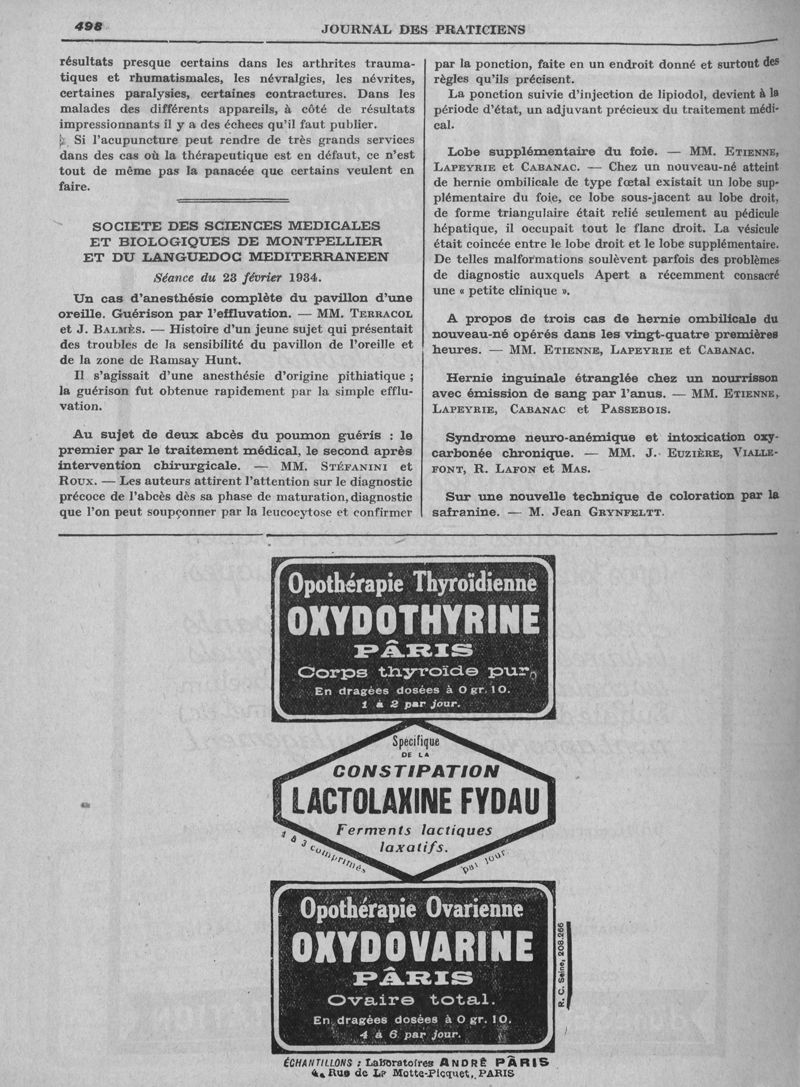 498
JOURNAL DES PRATICIENS
résultats presque certains dans les arthrites trauma-
tiques et rhumatismales, les névralgies, les névrites,
certaines paralysies, certaines contractures. Dans les
malades des différents appareils, à côté de résultats
impressionnants il y a des échecs qu'il faut publier.
Si l'acupuncture peut rendre de très grands services
dans des cas où la thérapeutique est en défaut, ce n'est
tout de même pas la panacée que certains veulent en
faire.
SOCIETE DES SCIENCES MEDICALES
ET BIOLOGIQUES DE MONTPELLIER
ET DU LANGUEDOC MEDITERRANEEN
Séance du 23 février 1934.
Un cas d'anesthésie complète du pavillon d'une
oreille. Guérison par l'effluvation. — MM. TERRACOL
et J. BALMÈS. — Histoire d'un jeune sujet qui présentait
des troubles de la sensibilité du pavillon de l'oreille et
de la zone de Ramsay Hunt.
Il s'agissait d'une anesthésie d'origine pithiatique ;
la guérison fut obtenue rapidement par la simple efflu-
vation.
Au sujet de deux abcès du poumon guéris : le
premier par le traitement médical, le second après
intervention chirurgicale. — MM. STÉFANINI et
ROUX. — Les auteurs attirent l'attention sur le diagnostic
précoce de l'abcès dès sa phase de maturation, diagnostic
que l'on peut soupçonner par la leucocytose et confirmer
par la ponction, faite en un endroit donné et surtout des
règles qu'ils précisent.
La ponction suivie d'injection de lipiodol, devient à la
période d'état, un adjuvant précieux du traitement médi-
cal.
Lobe supplémentaire du foie. — MM. ETIENNE,
LAPEYRIE et CABANAC. — Chez un nouveau-né atteint
de hernie ombilicale de type fœtal existait un lobe sup-
plémentaire du foie, ce lobe sous-jacent au lobe droit,
de forme triangulaire était relié seulement au pédicule
hépatique, il occupait tout le flanc droit. La vésicule
était coincée entre le lobe droit et le lobe supplémentaire.
De telles malformations soulèvent parfois des problèmes
de diagnostic auxquels Apert a récemment consacré
une « petite clinique ».
A propos de trois cas de hernie ombilicale du
nouveau-né opérés dans les vingt-quatre premières
heures. — MM. ETIENNE, LAPEYRIE et CABANAC.
Hernie inguinale étranglée chez un nourrisson
avec émission de sang par l'anus. — MM. ETIENNE,
LAPEYRIE, CABANAC et PASSEBOIS.
Syndrome neuro-anémique et intoxication oxy-
carbonée chronique. — MM. J. EUZIÈRE, VIALLE-
FONT, R. LAFON et MAS.
Sur une nouvelle technique de coloration par la
safranine. — M. Jean GRYNFELTT.
Opothérapie Thyroïdienne
OXYDOTHYRINE
PÂRIS
Corps thyroïde pur
En dragées dosées à 0 gr. 10.
1 à 2 par jour.
Spécifique
DE LA
CONSTIPATION
LACTOLAXINE FYDAU
Ferments lactiques
laxatifs.
1 à 3 comprimés
par jour
Opothérapie Ovarienne
OXYDOVARINE
PÂRIS
Ovaire total.
En dragées dosées à 0 gr. 10.
4 à 6 par jour.
R. C. Seine, 208.266
ÉCHANTILLONS : Laboratoires ANDRÉ PÂRIS
4, Rue de La Motte-Picquet, PARIS